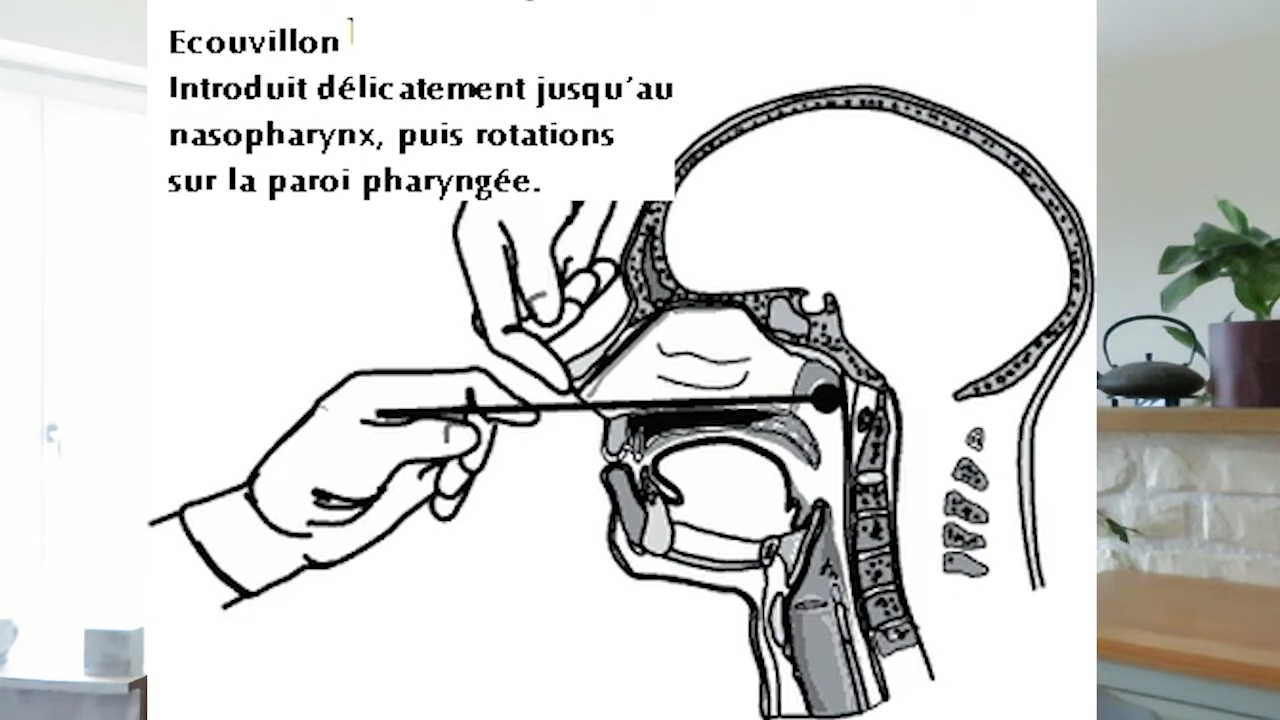 Ecouvillon
Introduit délicatement jusqu'au
nasopharynx, puis rotations
sur la paroi pharyngée.